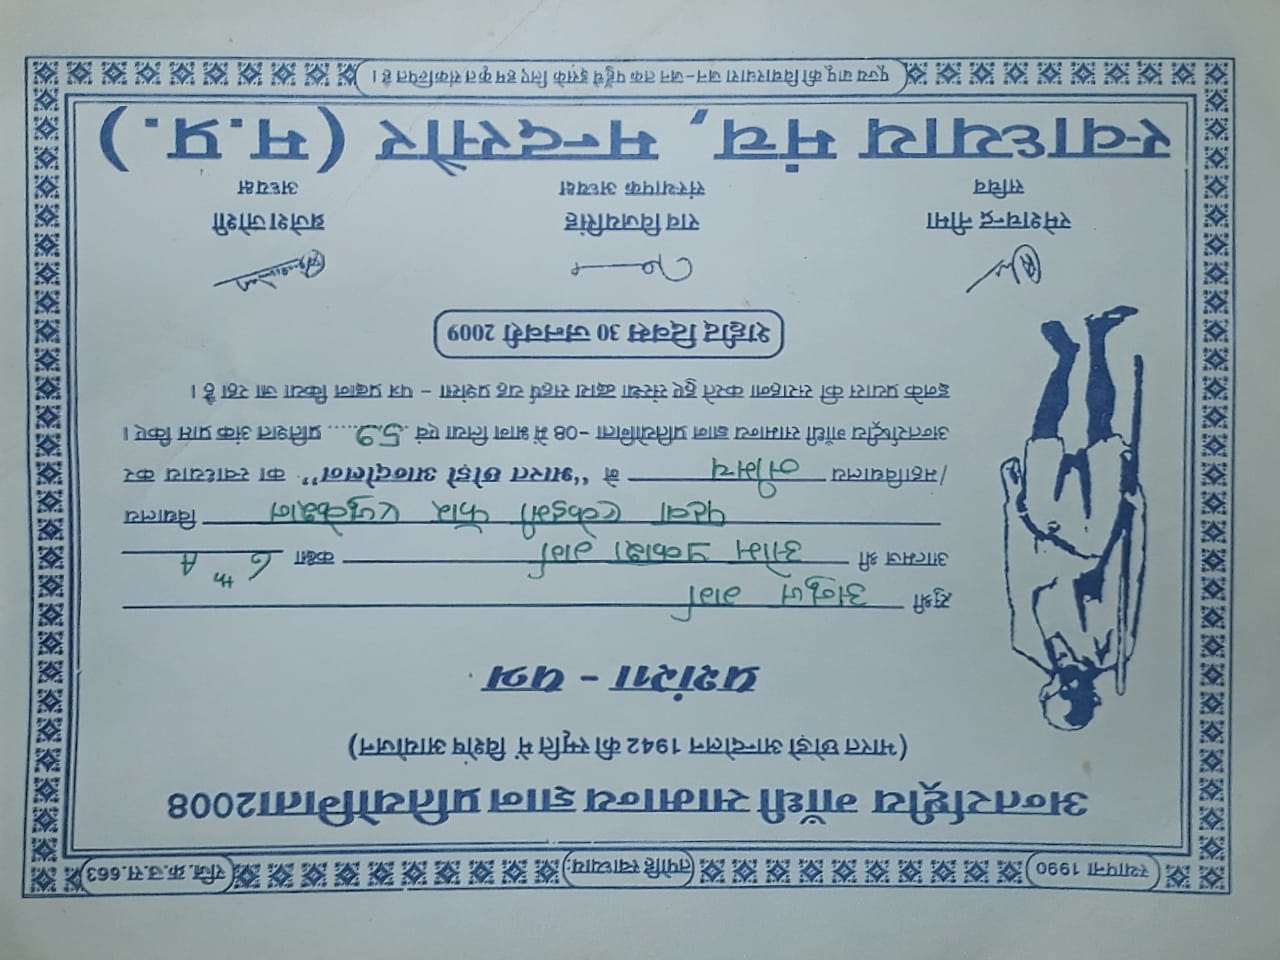 स्थापना 1990 तपोहि स्वाध्यायः रजि.क्र.उ.स.663
अन्तर्राष्ट्रीय गाँधी सामान्य ज्ञान प्रतियोगिता2008
(भारत छोड़ो आन्दोलन 1942 की स्मृति में विशेष आयोजन)
प्रशंसा - पत्र
सुश्री अनुज गर्ग
आत्मज श्री ओम प्रकाश गर्ग कक्षा 6th A
पटवा एकेडमी फॉर एजुकेशन विद्यालय
/महाविद्यालय नीमच ने "भारत छोड़ो आन्दोलन" का स्वाध्याय कर
अन्तर्राष्ट्रीय गाँधी सामान्य ज्ञान प्रतियोगिता -08 में भाग लिया एवं 59..... प्रतिशत अंक प्राप्त किए।
इनके प्रयास की सराहना करते हुए संस्था द्वारा सहर्ष यह प्रशंसा - पत्र प्रदान किया जा रहा है।
शहीद दिवस 30 जनवरी 2009
रमेशचन्द्र नीमा राव विजयसिंह ब्रजेश जोशी
सचिव संस्थापक अध्यक्ष अध्यक्ष
स्वाध्याय मंच, मन्दसौर (म.प्र.)
पूज्य बापू की विचारधारा जन-जन तक पहुँचे इसके लिए हम कृत संकल्पित है।